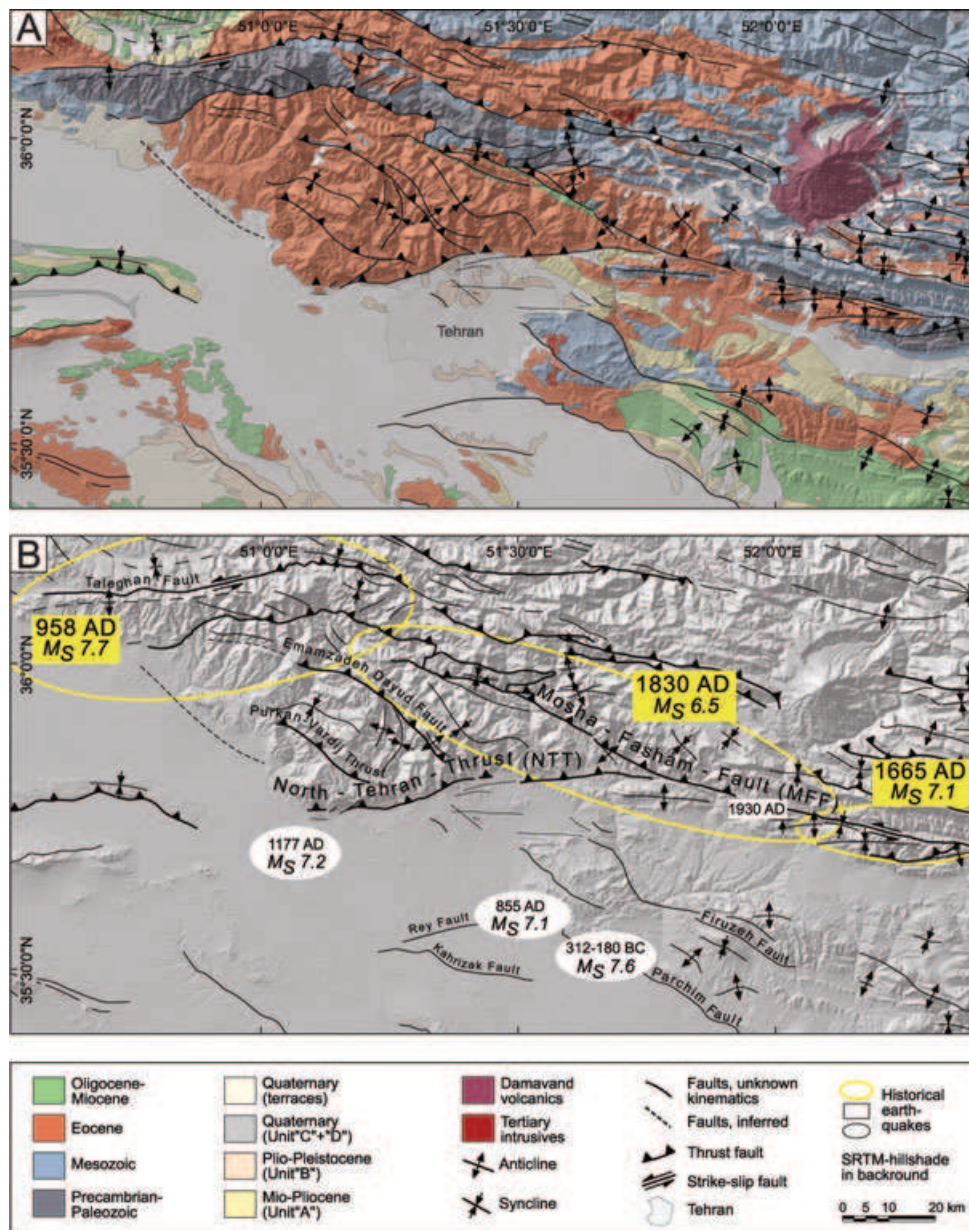 A
51°0'0"E
51°30'0"E
52°0'0"E
36°0'0"N
Tehran
35°30'0"N
B
51°0'0"E
51°30'0"E
52°0'0"E
Taleghan Fault
958 AD
MS 7.7
36°0'0"N
Emamzadeh Davud Fault
1830 AD
MS 6.5
Mosha - Fasham - Fault (MFF)
Purkan-Vardij Thrust
North - Tehran - Thrust (NTT)
1665 AD
MS 7.1
1930 AD
1177 AD
MS 7.2
855 AD
MS 7.1
Rey Fault
312-180 BC
MS 7.6
Firuzeh Fault
Kahrizak Fault
Parchim Fault
35°30'0"N
Oligocene-
Miocene
Eocene
Mesozoic
Precambrian-
Paleozoic
Quaternary
(terraces)
Quaternary
(Unit"C"+"D")
Plio-Pleistocene
(Unit"B")
Mio-Pliocene
(Unit"A")
Damavand
volcanics
Tertiary
intrusives
Anticline
Syncline
Faults, unknown
kinematics
Faults, inferred
Thrust fault
Strike-slip fault
Tehran
Historical
earth-
quakes
SRTM-hillshade
in backround
0 5 10 20 km